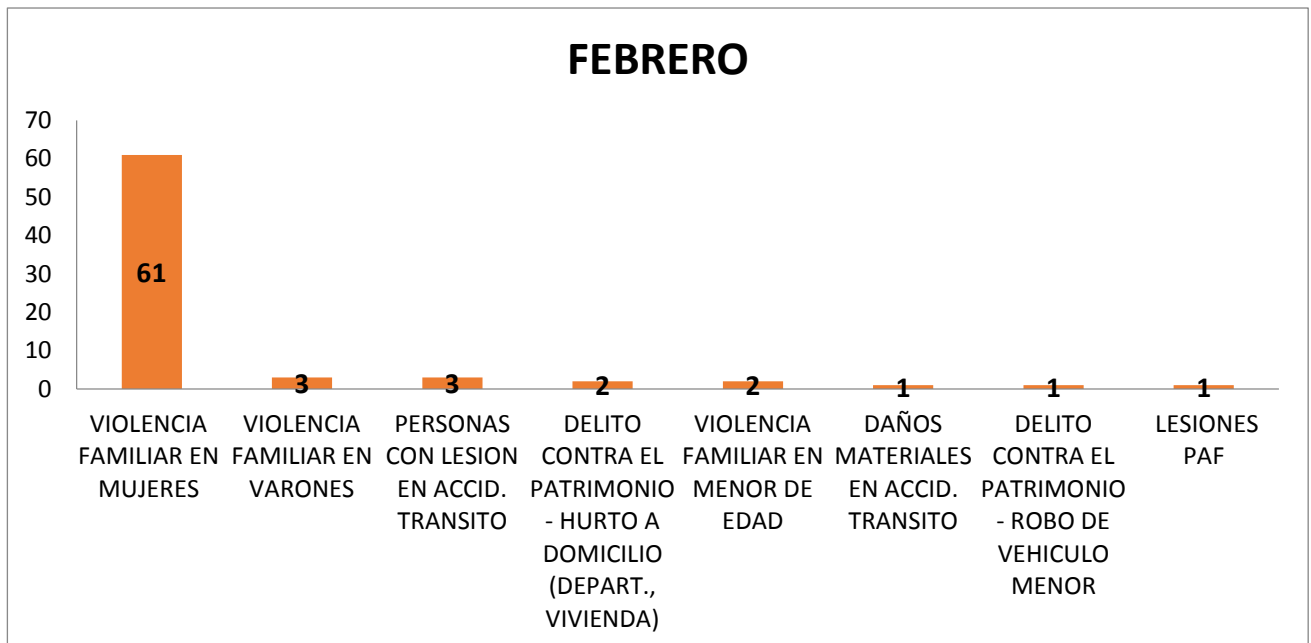 FEBRERO
70
60
50
40
30
20
10
0
61
3
3
2
2
1
1
1
VIOLENCIA
FAMILIAR EN
MUJERES
VIOLENCIA
FAMILIAR EN
VARONES
PERSONAS
CON LESION
EN ACCID.
TRANSITO
DELITO
CONTRA EL
PATRIMONIO
- HURTO A
DOMICILIO
(DEPART.,
VIVIENDA)
VIOLENCIA
FAMILIAR EN
MENOR DE
EDAD
DAÑOS
MATERIALES
EN ACCID.
TRANSITO
DELITO
CONTRA EL
PATRIMONIO
- ROBO DE
VEHICULO
MENOR
LESIONES
PAF